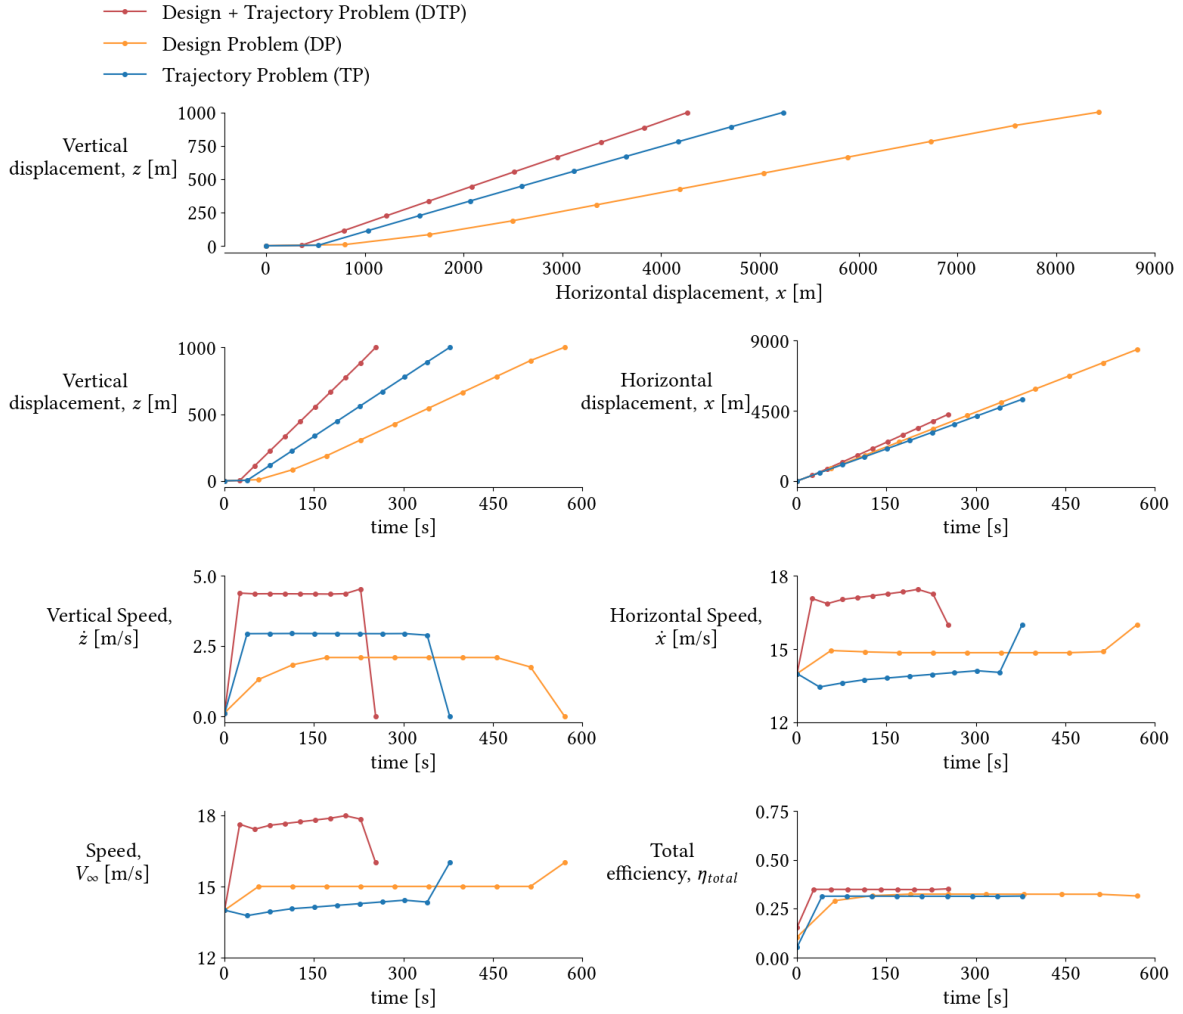 Design + Trajectory Problem (DTP)
Design Problem (DP)
Trajectory Problem (TP)
1000
750
500
250
0
Vertical
displacement, z [m]
0 1000 2000 3000 4000 5000 6000 7000 8000 9000
Horizontal displacement, x [m]
1000
500
0
Vertical
displacement, z [m]
0 150 300 450 600
time [s]
9000
4500
0
Horizontal
displacement, x [m]
0 150 300 450 600
time [s]
5.0
2.5
0.0
Vertical Speed,
ż [m/s]
0 150 300 450 600
time [s]
18
15
12
Horizontal Speed,
ẋ [m/s]
0 150 300 450 600
time [s]
18
15
12
Speed,
V∞ [m/s]
0 150 300 450 600
time [s]
0.75
0.50
0.25
0.00
Total
efficiency, ηtotal
0 150 300 450 600
time [s]